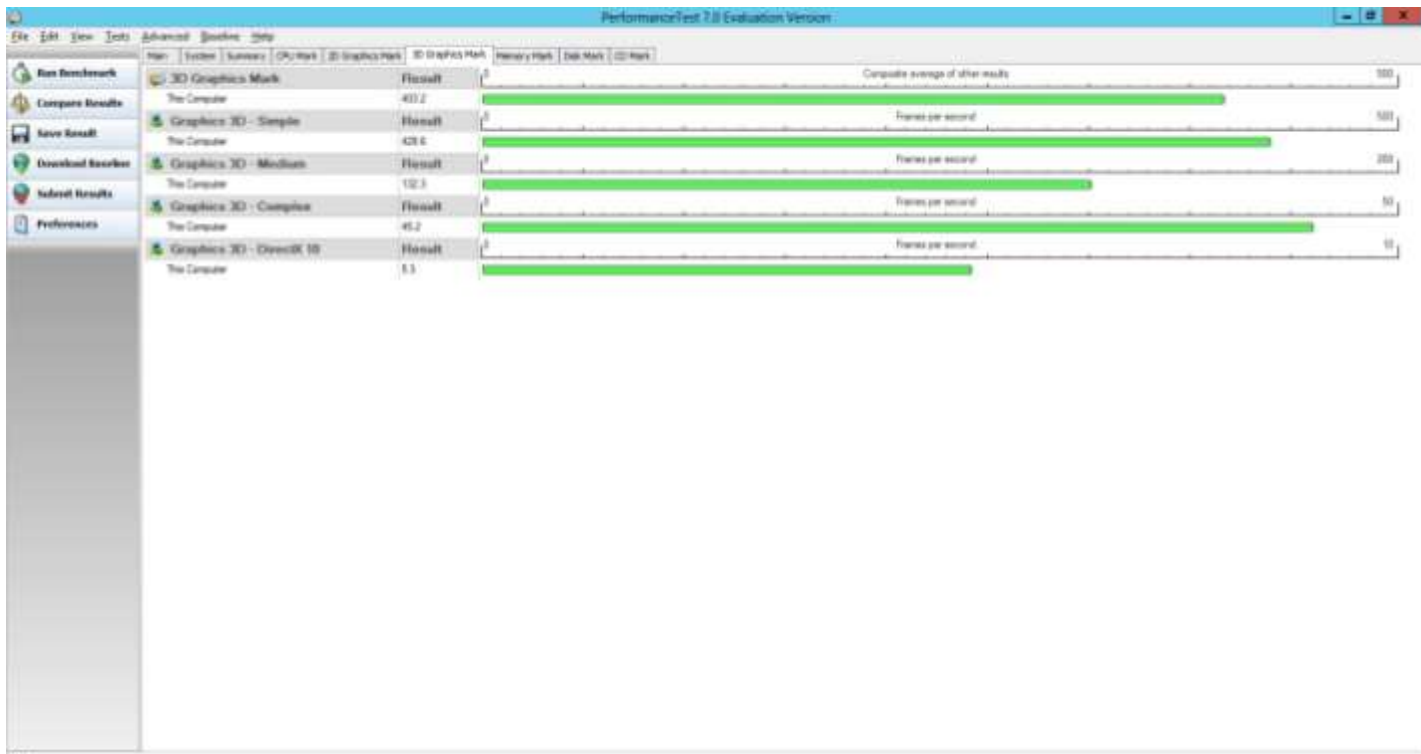 PerformanceTest 7.0 Evaluation Version
File Edit View Tests Advanced Baseline Help
Main System Summary CPU Mark 2D Graphics Mark 3D Graphics Mark Memory Mark Disk Mark CD Mark
Run Benchmark
Compare Results
Save Result
Download Baseline
Submit Results
Preferences
3D Graphics Mark Result 0 Composite average of other results
This Computer
Graphics 3D - Simple Result 0 Frames per second 500
This Computer 428.6
Graphics 3D - Medium Result 0 Frames per second 200
This Computer 132.3
Graphics 3D - Complex Result 0 Frames per second 50
This Computer 45.2
Graphics 3D - DirectX 10 Result 0 Frames per second 10
This Computer